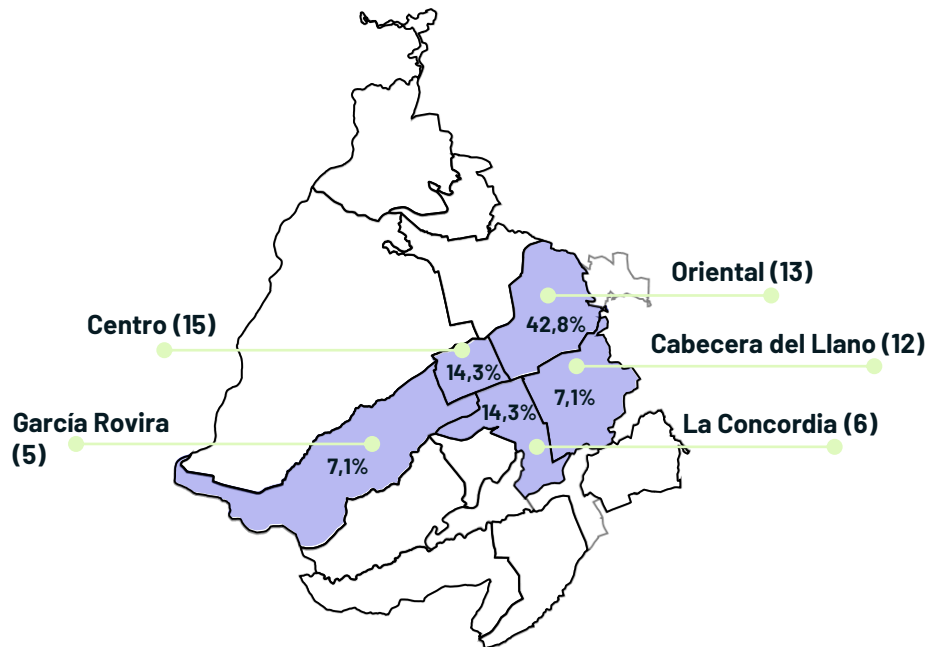 Oriental (13)
42,8%
Centro (15)
Cabecera del Llano (12)
14,3%
7,1%
14,3%
García Rovira
(5)
La Concordia (6)
7,1%